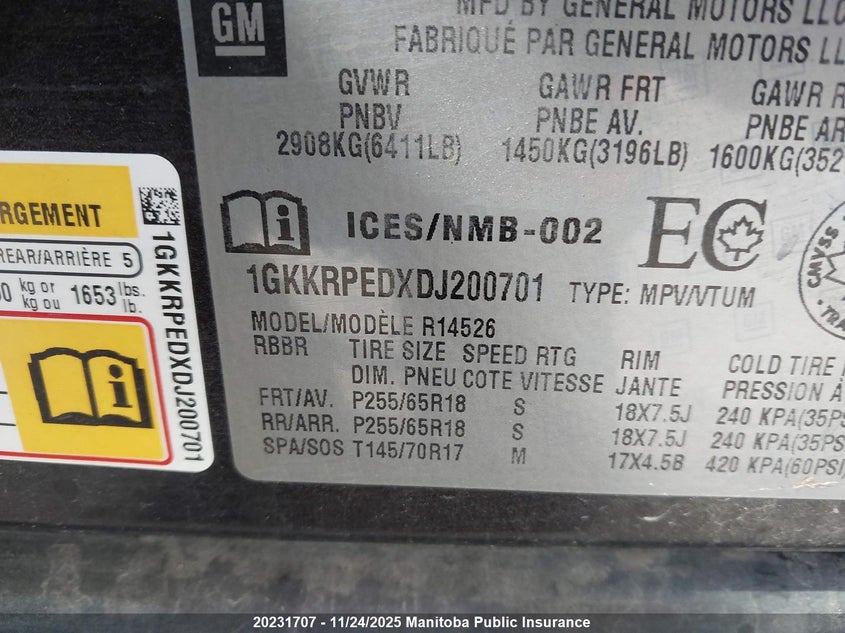 GM
MFD BY GENERAL MOTORS LLC
FABRIQUÉ PAR GENERAL MOTORS
GVWR GAWR FRT GAWR
PNBV PNBE AV. PNBE
2908KG(6411LB) 1450KG(3196LB) 1600KG(352
RGEMENT
REAR/ARRIÈRE 5
kg or lbs.
kg ou 1653 lb.
1GKKRPEDXDJ200701
ICES/NMB-002 EC
1GKKRPEDXDJ200701 TYPE: MPV/VTUM
CMVSS
MODEL/MODÈLE R14526
RBBR TIRE SIZE SPEED RTG RIM COLD TIRE
DIM. PNEU COTE VITESSE JANTE PRESSION À
FRT/AV. P255/65R18 S 18X7.5J 240 KPA(35PS
RR/ARR. P255/65R18 S 18X7.5J 240 KPA(35PS
SPA/SOS T145/70R17 M 17X4.5B 420 KPA(60PSI)
20231707 - 11/24/2025 Manitoba Public Insurance